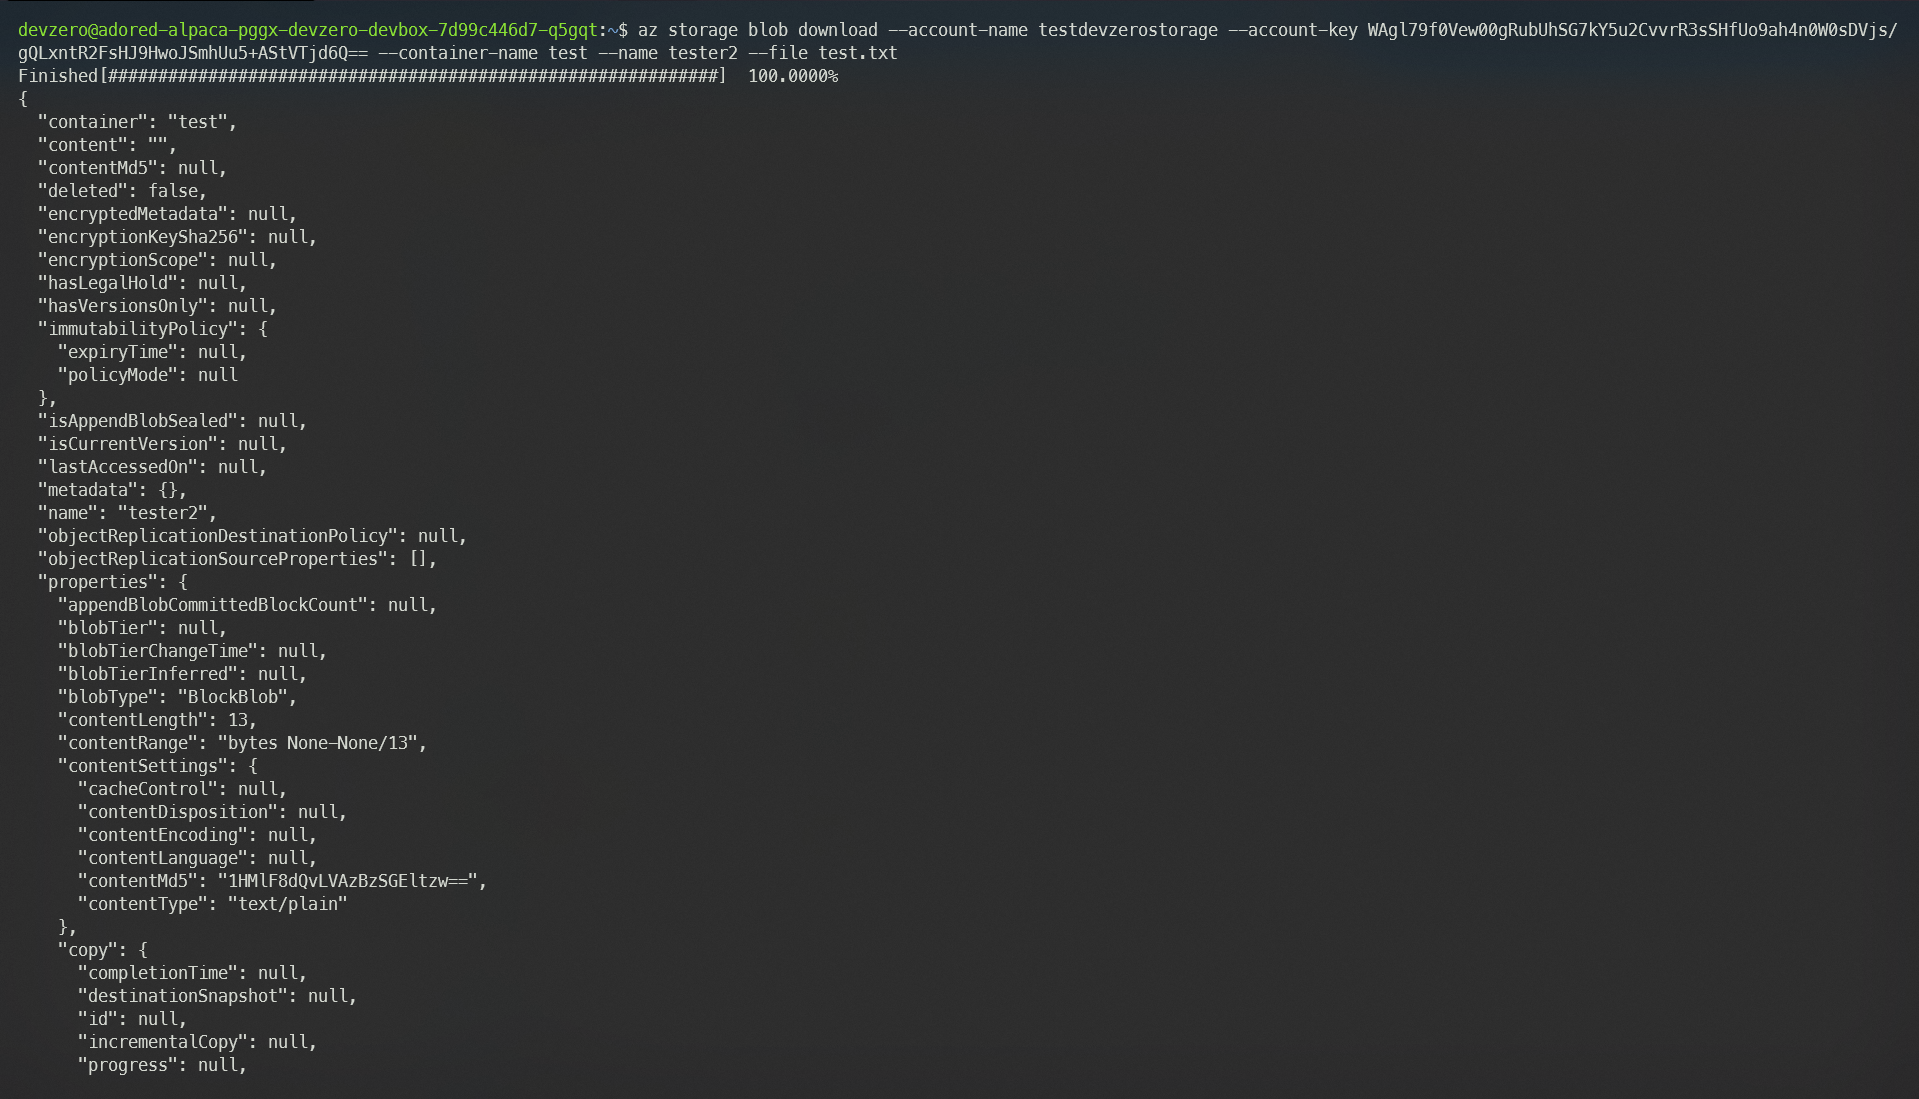 devzero@adored-alpaca-pggx-devzero-devbox-7d99c446d7-q5gqt:~$ az storage blob download --account-name testdevzerostorage --account-key WAgl79f0Vew00gRubUhSG7kY5u2CvvrR3sSHfUo9ah4n0W0sDVjs/
gQLxntR2FsHJ9HwoJSmhUu5+AStVTjd6Q== --container-name test --name tester2 --file test.txt
Finished[#############################################################]  100.0000%
{
  "container": "test",
  "content": "",
  "contentMd5": null,
  "deleted": false,
  "encryptedMetadata": null,
  "encryptionKeySha256": null,
  "encryptionScope": null,
  "hasLegalHold": null,
  "hasVersionsOnly": null,
  "immutabilityPolicy": {
    "expiryTime": null,
    "policyMode": null
  },
  "isAppendBlobSealed": null,
  "isCurrentVersion": null,
  "lastAccessedOn": null,
  "metadata": {},
  "name": "tester2",
  "objectReplicationDestinationPolicy": null,
  "objectReplicationSourceProperties": [],
  "properties": {
    "appendBlobCommittedBlockCount": null,
    "blobTier": null,
    "blobTierChangeTime": null,
    "blobTierInferred": null,
    "blobType": "BlockBlob",
    "contentLength": 13,
    "contentRange": "bytes None-None/13",
    "contentSettings": {
      "cacheControl": null,
      "contentDisposition": null,
      "contentEncoding": null,
      "contentLanguage": null,
      "contentMd5": "1HMlF8dQvLVAzBzSGEltzw==",
      "contentType": "text/plain"
    },
    "copy": {
      "completionTime": null,
      "destinationSnapshot": null,
      "id": null,
      "incrementalCopy": null,
      "progress": null,